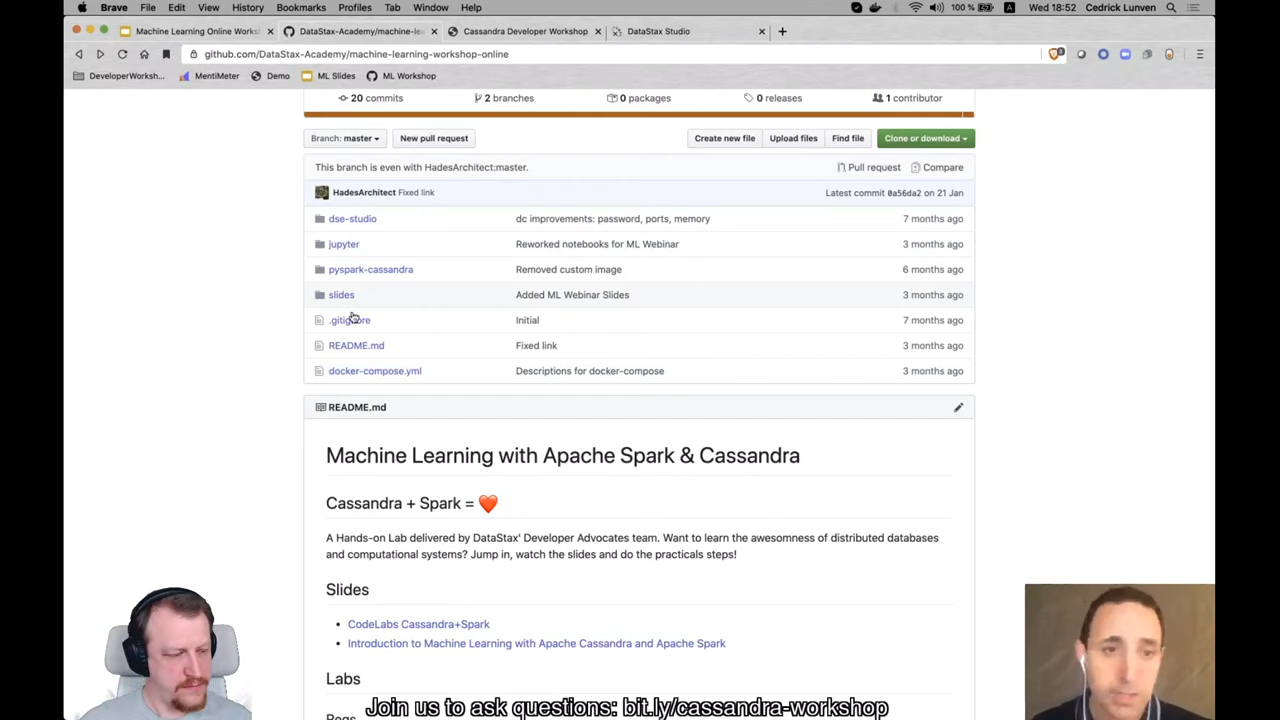 Brave File Edit View History Bookmarks Profiles Tab Window Help 100 % A Wed 18:52 Cedrick Lunven
Machine Learning Online Works DataStax-Academy/machine-le Cassandra Developer Workshop DataStax Studio
github.com/DataStax-Academy/machine-learning-workshop-online
DeveloperWorksh... MentiMeter Demo ML Slides ML Workshop
20 commits 2 branches 0 packages 0 releases 1 contributor
Branch: master New pull request Create new file Upload files Find file Clone or download
This branch is even with HadesArchitect:master. Pull request Compare
HadesArchitect Fixed link Latest commit 0a56da2 on 21 Jan
dse-studio dc improvements: password, ports, memory 7 months ago
jupyter Reworked notebooks for ML Webinar 3 months ago
pyspark-cassandra Removed custom image 6 months ago
slides Added ML Webinar Slides 3 months ago
.gitignore Initial 7 months ago
README.md Fixed link 3 months ago
docker-compose.yml Descriptions for docker-compose 3 months ago
README.md
Machine Learning with Apache Spark & Cassandra
Cassandra + Spark = ❤️
A Hands-on Lab delivered by DataStax' Developer Advocates team. Want to learn the awesomness of distributed databases
and computational systems? Jump in, watch the slides and do the practicals steps!
Slides
• CodeLabs Cassandra+Spark
• Introduction to Machine Learning with Apache Cassandra and Apache Spark
Labs
Join us to ask questions: bit.ly/cassandra-workshop